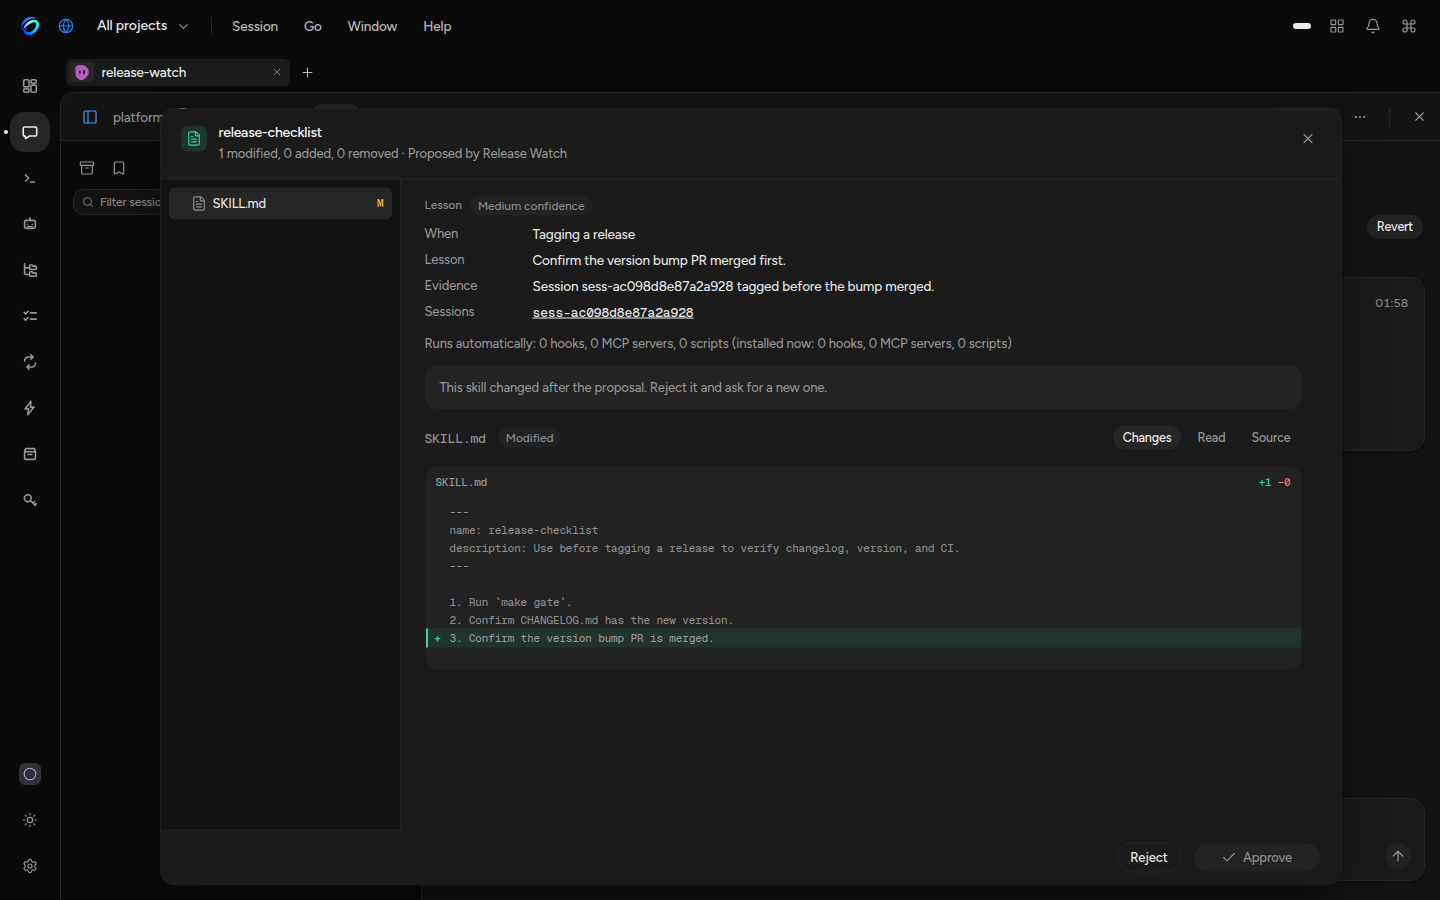 All projects
Session
Go
Window
Help
release-watch
platform
release-checklist
1 modified, 0 added, 0 removed · Proposed by Release Watch
Filter
SKILL.md
M
Lesson
Medium confidence
When
Tagging a release
Lesson
Confirm the version bump PR merged first.
Evidence
Session sess-ac098d8e87a2a928 tagged before the bump merged.
Sessions
sess-ac098d8e87a2a928
Runs automatically: 0 hooks, 0 MCP servers, 0 scripts (installed now: 0 hooks, 0 MCP servers, 0 scripts)
This skill changed after the proposal. Reject it and ask for a new one.
SKILL.md
Modified
Changes
Read
Source
SKILL.md
+1 −0
---
name: release-checklist
description: Use before tagging a release to verify changelog, version, and CI.
---
1. Run `make gate`.
2. Confirm CHANGELOG.md has the new version.
+ 3. Confirm the version bump PR is merged.
Revert
01:58
Reject
Approve